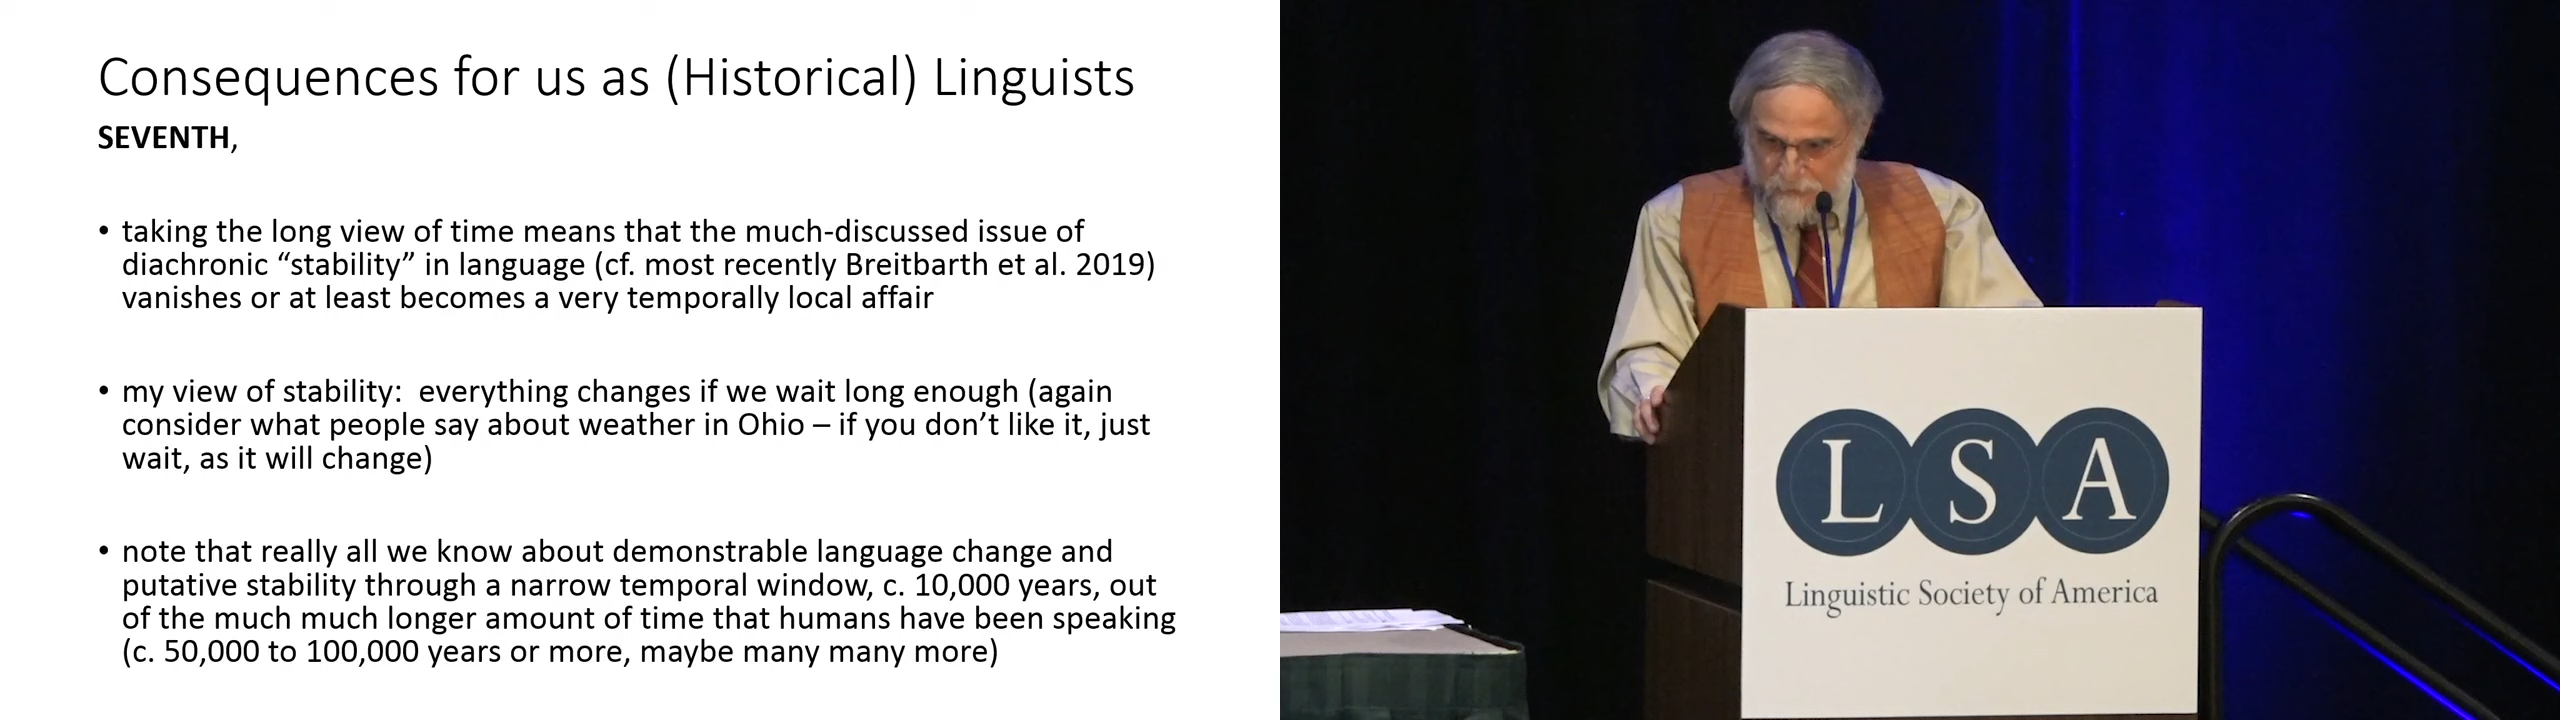 Consequences for us as (Historical) Linguists
SEVENTH,
• taking the long view of time means that the much-discussed issue of
diachronic “stability” in language (cf. most recently Breitbarth et al. 2019)
vanishes or at least becomes a very temporally local affair
• my view of stability:  everything changes if we wait long enough (again
consider what people say about weather in Ohio – if you don’t like it, just
wait, as it will change)
• note that really all we know about demonstrable language change and
putative stability through a narrow temporal window, c. 10,000 years, out
of the much much longer amount of time that humans have been speaking
(c. 50,000 to 100,000 years or more, maybe many many more)
L S A
Linguistic Society of America